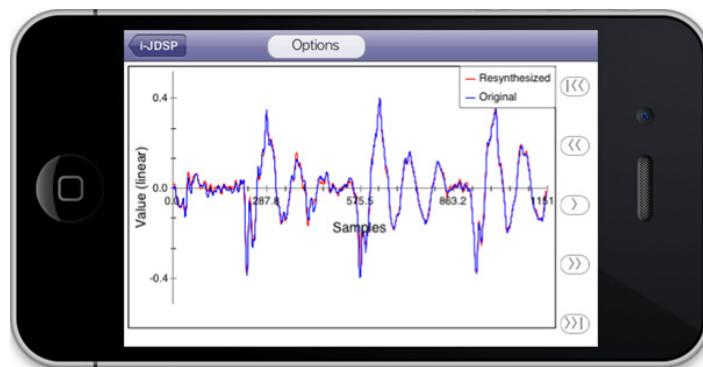 i-JDSP
Options
Resynthesized
Original
0.4
0.0
-0.4
Value (linear)
0.0
287.8
575.5
863.2
1151
Samples